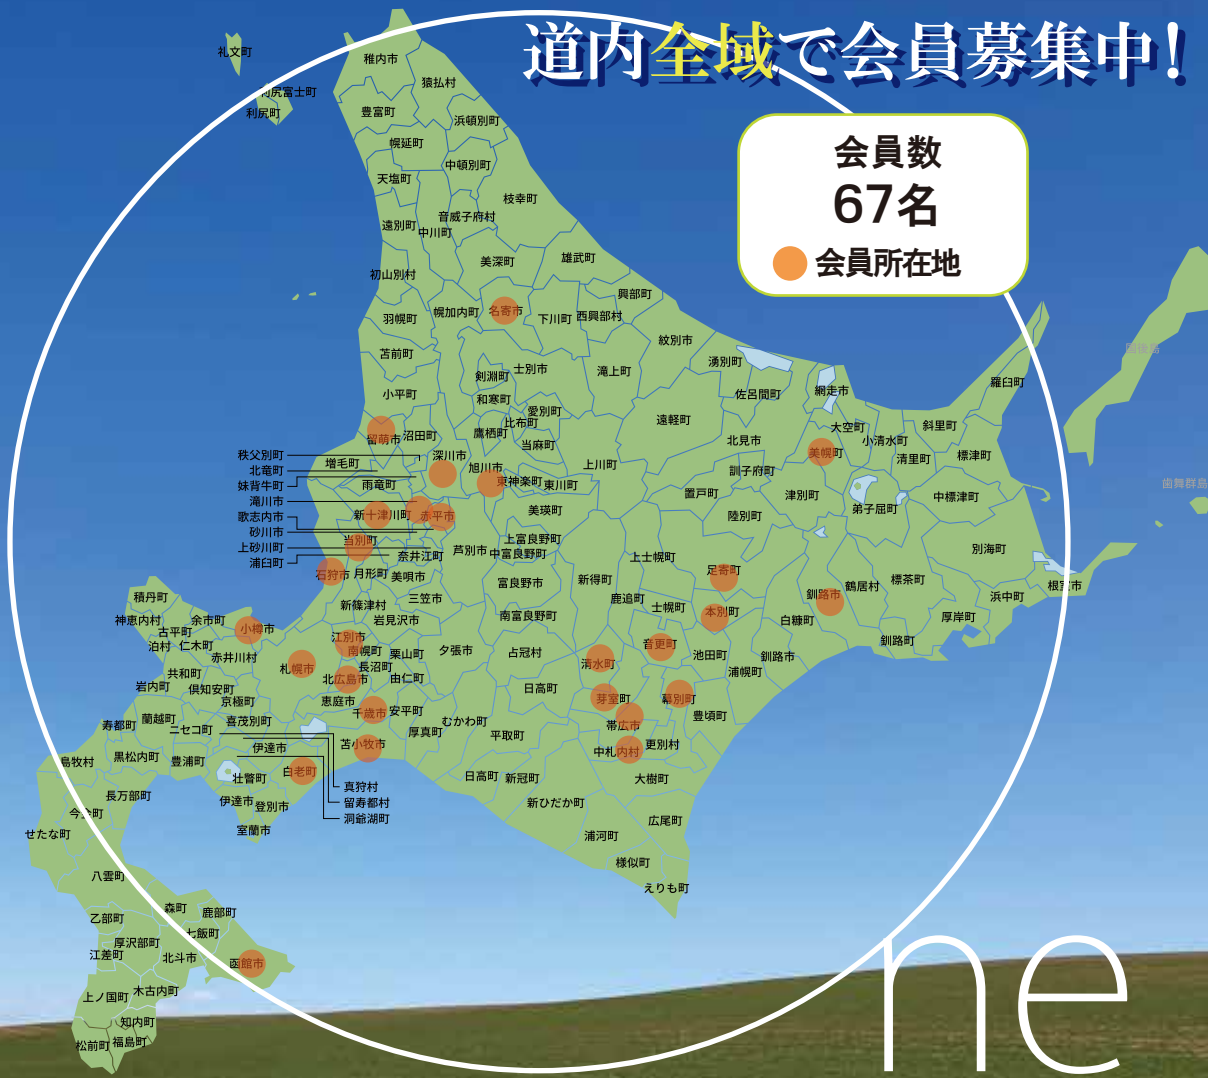 道内全域で会員募集中!
会員数
67名
会員所在地
礼文町
利尻富士町
利尻町
稚内市
猿払村
豊富町
浜頓別町
幌延町
中頓別町
天塩町
枝幸町
音威子府村
遠別町
中川町
美深町
雄武町
初山別村
興部町
幌加内町
名寄市
下川町
西興部村
羽幌町
紋別市
苫前町
湧別町
国後島
士別市
滝上町
剣淵町
羅臼町
小平町
和寒町
佐呂間町
網走市
愛別町
比布町
遠軽町
大空町
斜里町
留萌市
沼田町
鷹栖町
当麻町
北見市
小清水町
美幌町
清里町
標津町
秩父別町
北竜町
妹背牛町
滝川市
歌志内市
砂川市
上砂川町
浦臼町
増毛町
深川市
旭川市
上川町
訓子府町
雨竜町
東神楽町
東川町
置戸町
津別町
中標津町
歯舞群島
新十津川町
赤平市
美瑛町
陸別町
弟子屈町
当別町
上富良野町
奈井江町
芦別市
中富良野町
上士幌町
別海町
石狩市
月形町
美唄市
富良野市
新得町
足寄町
標茶町
鶴居村
根室市
積丹町
新篠津村
三笠市
鹿追町
士幌町
釧路市
浜中町
神恵内村
余市町
岩見沢市
南富良野町
本別町
白糠町
厚岸町
古平町
小樽市
江別市
釧路町
泊村
仁木町
赤井川村
南幌町
栗山町
夕張市
占冠村
音更町
池田町
釧路市
共和町
札幌市
長沼町
清水町
浦幌町
岩内町
倶知安町
北広島市
由仁町
日高町
京極町
恵庭市
芽室町
幕別町
寿都町
蘭越町
ニセコ町
喜茂別町
千歳市
安平町
むかわ町
帯広市
豊頃町
厚真町
平取町
島牧村
黒松内町
豊浦町
伊達市
苫小牧市
中札内村
更別村
壮瞥町
白老町
日高町
新冠町
大樹町
真狩村
留寿都村
洞爺湖町
長万部町
伊達市
登別市
新ひだか町
今金町
室蘭市
広尾町
せたな町
浦河町
様似町
八雲町
えりも町
森町
鹿部町
乙部町
七飯町
厚沢部町
江差町
北斗市
函館市
上ノ国町
木古内町
知内町
松前町
福島町
ne